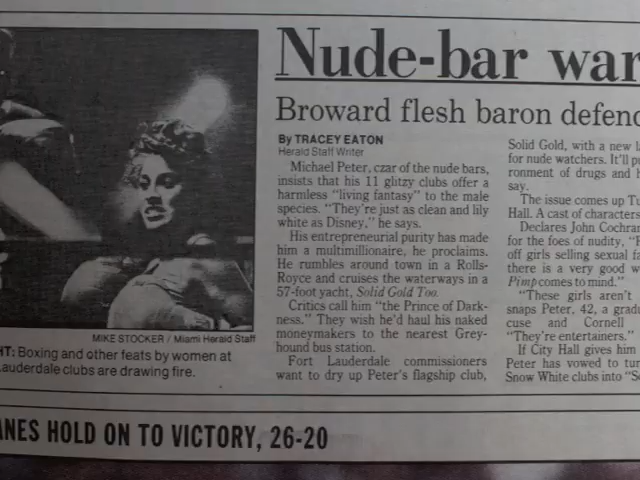 Nude-bar war
Broward flesh baron defend
By TRACEY EATON
Herald Staff Writer
Michael Peter, czar of the nude bars,
insists that his 11 glitzy clubs offer a
harmless "living fantasy" to the male
species. "They're just as clean and lily
white as Disney," he says.
His entrepreneurial purity has made
him a multimillionaire, he proclaims.
He rumbles around town in a Rolls-
Royce and cruises the waterways in a
57-foot yacht, Solid Gold Too.
Critics call him "the Prince of Dark-
ness." They wish he'd haul his naked
moneymakers to the nearest Grey-
hound bus station.
Fort Lauderdale commissioners
want to dry up Peter's flagship club,
Solid Gold, with a new la
for nude watchers. It'll p
ronment of drugs and h
say.
The issue comes up Tu
Hall. A cast of characters
Declares John Cochran
for the foes of nudity, "P
off girls selling sexual fa
there is a very good w
Pimp comes to mind."
"These girls aren't
snaps Peter, 42, a gradu
cuse and Cornell
"They're entertainers."
If City Hall gives him
Peter has vowed to tur
Snow White clubs into "Se
MIKE STOCKER / Miami Herald Staff
HT: Boxing and other feats by women at
Lauderdale clubs are drawing fire.
ANES HOLD ON TO VICTORY, 26-20